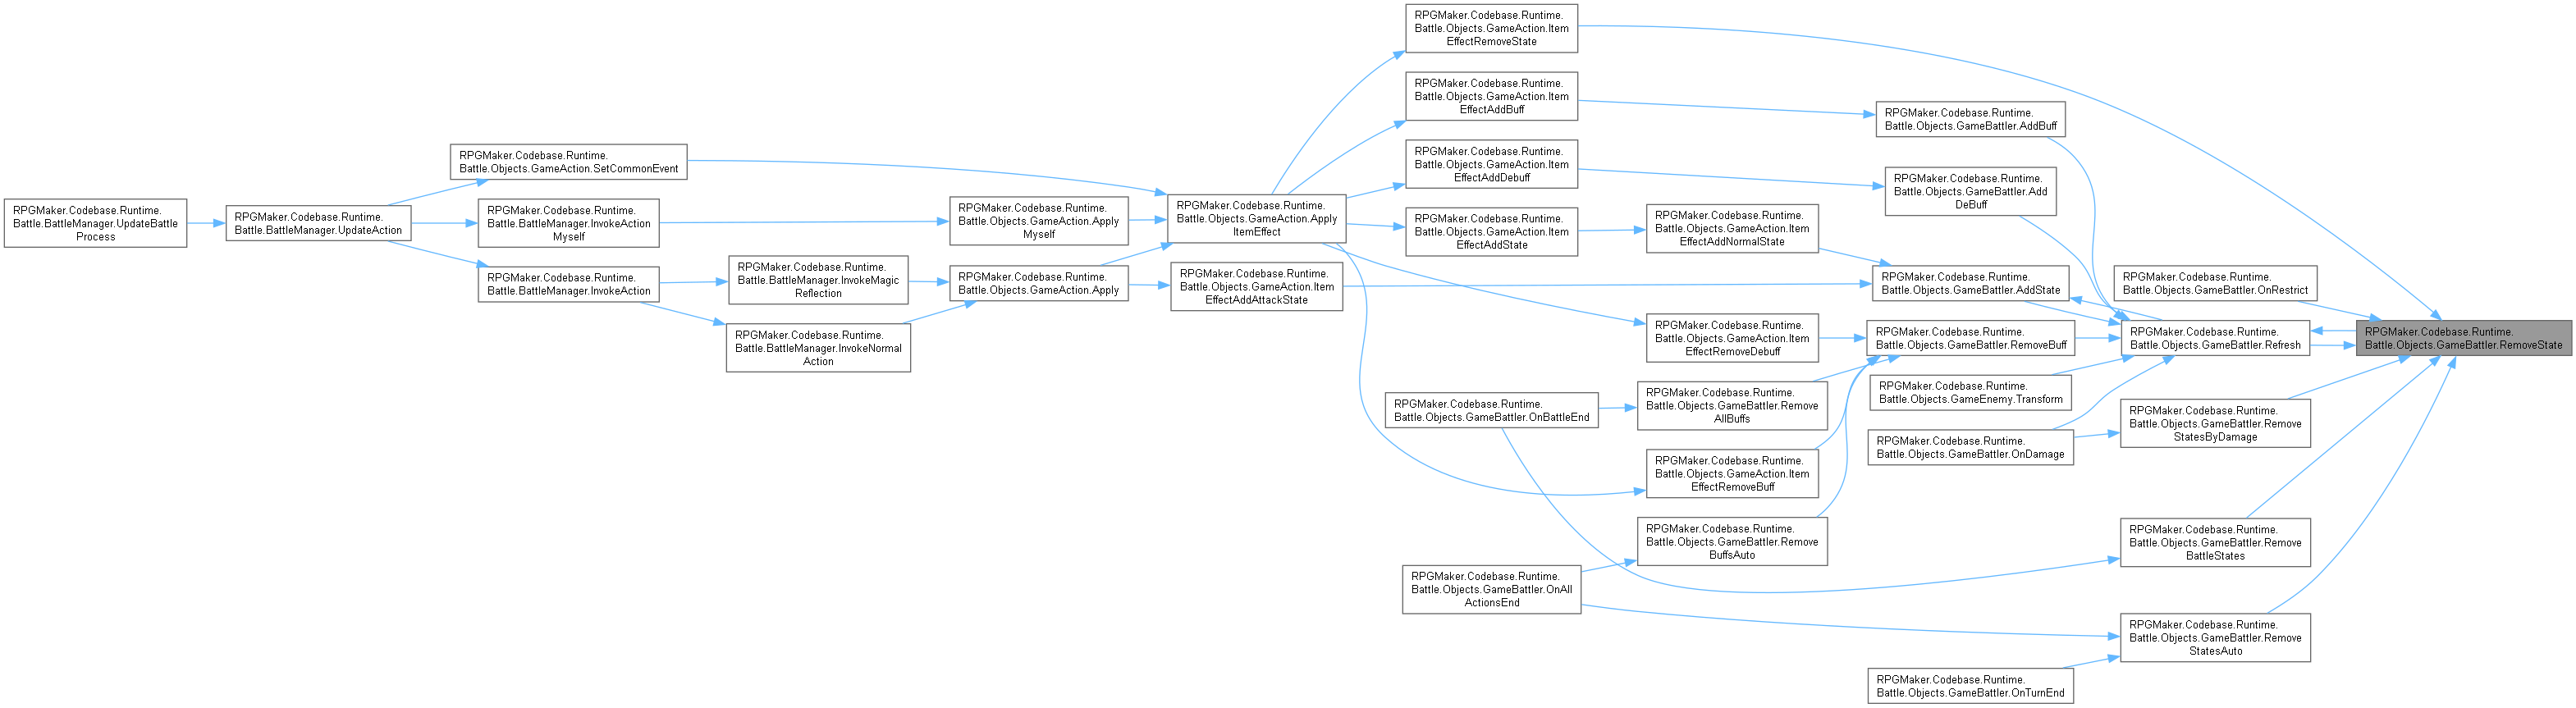 RPGMaker.Codebase.Runtime.
Battle.BattleManager.UpdateBattle
Process
RPGMaker.Codebase.Runtime.
Battle.BattleManager.UpdateAction
RPGMaker.Codebase.Runtime.
Battle.Objects.GameAction.SetCommonEvent
RPGMaker.Codebase.Runtime.
Battle.BattleManager.InvokeAction
Myself
RPGMaker.Codebase.Runtime.
Battle.BattleManager.InvokeAction
RPGMaker.Codebase.Runtime.
Battle.BattleManager.InvokeMagic
Reflection
RPGMaker.Codebase.Runtime.
Battle.BattleManager.InvokeNormal
Action
RPGMaker.Codebase.Runtime.
Battle.Objects.GameAction.Apply
Myself
RPGMaker.Codebase.Runtime.
Battle.Objects.GameAction.Apply
RPGMaker.Codebase.Runtime.
Battle.Objects.GameAction.Apply
ItemEffect
RPGMaker.Codebase.Runtime.
Battle.Objects.GameAction.Item
EffectAddAttackState
RPGMaker.Codebase.Runtime.
Battle.Objects.GameAction.Item
EffectRemoveState
RPGMaker.Codebase.Runtime.
Battle.Objects.GameAction.Item
EffectAddBuff
RPGMaker.Codebase.Runtime.
Battle.Objects.GameAction.Item
EffectAddDebuff
RPGMaker.Codebase.Runtime.
Battle.Objects.GameAction.Item
EffectAddState
RPGMaker.Codebase.Runtime.
Battle.Objects.GameBattler.OnBattleEnd
RPGMaker.Codebase.Runtime.
Battle.Objects.GameBattler.OnAll
ActionsEnd
RPGMaker.Codebase.Runtime.
Battle.Objects.GameAction.Item
EffectAddNormalState
RPGMaker.Codebase.Runtime.
Battle.Objects.GameAction.Item
EffectRemoveDebuff
RPGMaker.Codebase.Runtime.
Battle.Objects.GameBattler.Remove
AllBuffs
RPGMaker.Codebase.Runtime.
Battle.Objects.GameAction.Item
EffectRemoveBuff
RPGMaker.Codebase.Runtime.
Battle.Objects.GameBattler.Remove
BuffsAuto
RPGMaker.Codebase.Runtime.
Battle.Objects.GameBattler.AddBuff
RPGMaker.Codebase.Runtime.
Battle.Objects.GameBattler.Add
DeBuff
RPGMaker.Codebase.Runtime.
Battle.Objects.GameBattler.AddState
RPGMaker.Codebase.Runtime.
Battle.Objects.GameBattler.RemoveBuff
RPGMaker.Codebase.Runtime.
Battle.Objects.GameEnemy.Transform
RPGMaker.Codebase.Runtime.
Battle.Objects.GameBattler.OnDamage
RPGMaker.Codebase.Runtime.
Battle.Objects.GameBattler.OnTurnEnd
RPGMaker.Codebase.Runtime.
Battle.Objects.GameBattler.OnRestrict
RPGMaker.Codebase.Runtime.
Battle.Objects.GameBattler.Refresh
RPGMaker.Codebase.Runtime.
Battle.Objects.GameBattler.Remove
StatesByDamage
RPGMaker.Codebase.Runtime.
Battle.Objects.GameBattler.Remove
BattleStates
RPGMaker.Codebase.Runtime.
Battle.Objects.GameBattler.Remove
StatesAuto
RPGMaker.Codebase.Runtime.
Battle.Objects.GameBattler.RemoveState